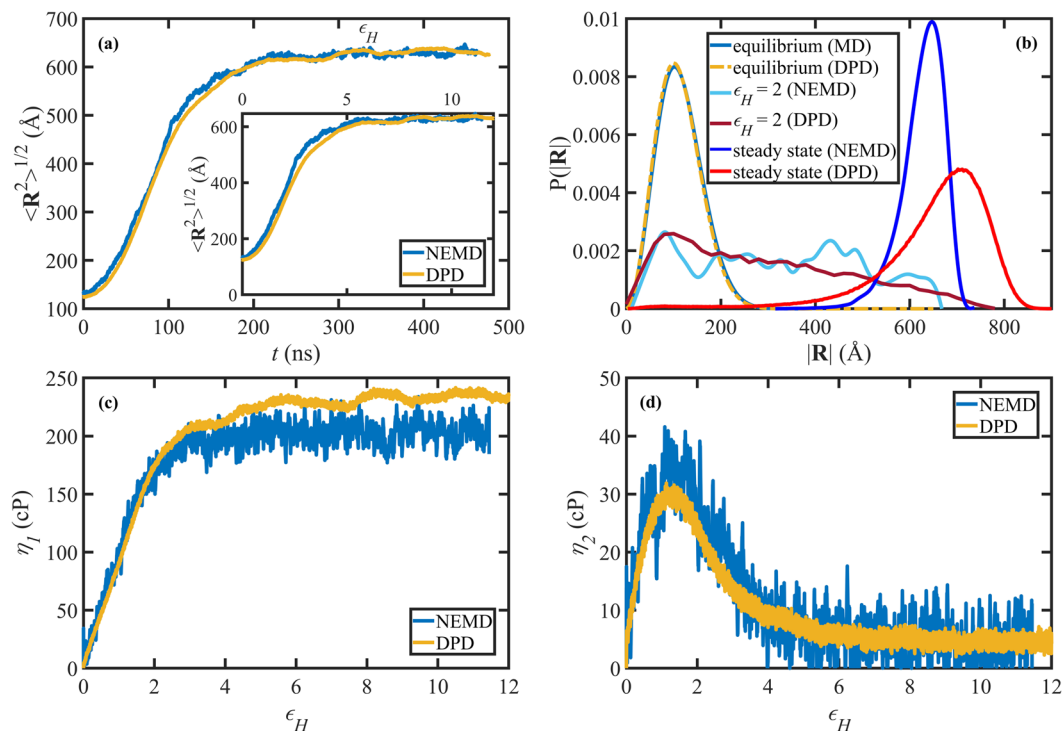 (a)
700
600
500
400
300
200
100
<R²>^1/2 (Å)
0 100 200 300 400 500
t (ns)
ϵ_H
0 5 10
600
400
200
0
<R²>^1/2 (Å)
NEMD
DPD
(b)
0.01
0.008
0.006
0.004
0.002
0
P(|R|)
equilibrium (MD)
equilibrium (DPD)
ϵ_H = 2 (NEMD)
ϵ_H = 2 (DPD)
steady state (NEMD)
steady state (DPD)
0 200 400 600 800
|R| (Å)
(c)
250
200
150
100
50
0
η_1 (cP)
NEMD
DPD
0 2 4 6 8 10 12
ϵ_H
(d)
50
40
30
20
10
0
η_2 (cP)
NEMD
DPD
0 2 4 6 8 10 12
ϵ_H